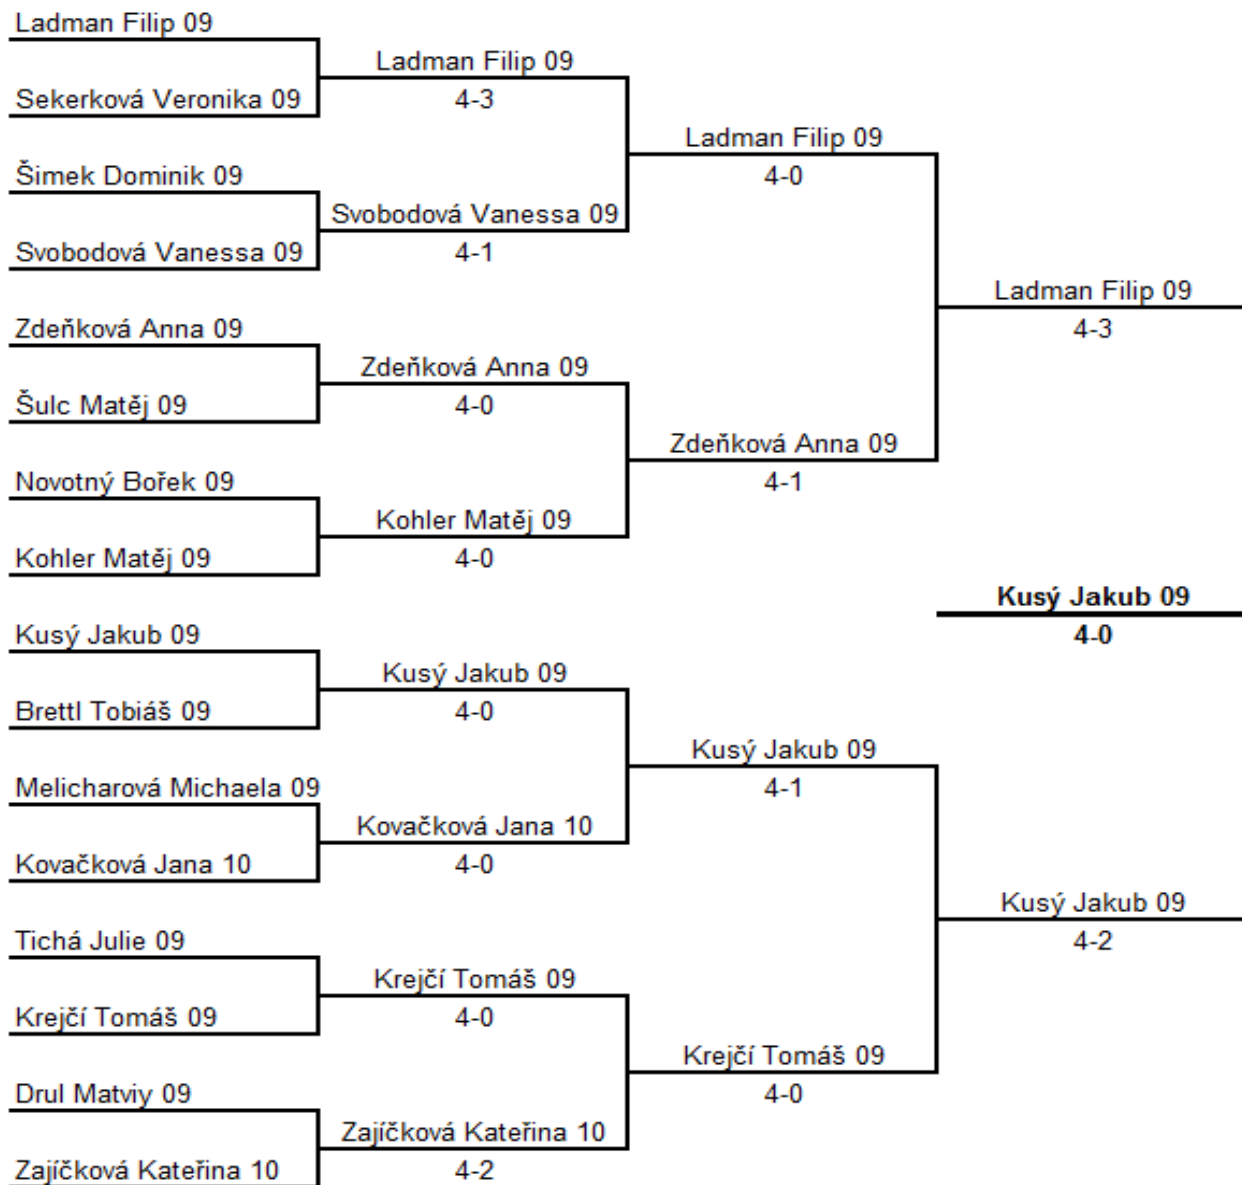 Ladman Filip 09
Sekerková Veronika 09
Šimek Dominik 09
Svobodová Vanessa 09
Zdeňková Anna 09
Šulc Matěj 09
Novotný Bořek 09
Kohler Matěj 09
Kusý Jakub 09
Brettl Tobiáš 09
Melicharová Michaela 09
Kovačková Jana 10
Tichá Julie 09
Krejčí Tomáš 09
Drul Matviy 09
Zajíčková Kateřina 10
Ladman Filip 09
4-3
Svobodová Vanessa 09
4-1
Zdeňková Anna 09
4-0
Kohler Matěj 09
4-0
Kusý Jakub 09
4-0
Kovačková Jana 10
4-0
Krejčí Tomáš 09
4-0
Zajíčková Kateřina 10
4-2
Ladman Filip 09
4-0
Zdeňková Anna 09
4-1
Kusý Jakub 09
4-1
Krejčí Tomáš 09
4-0
Ladman Filip 09
4-3
Kusý Jakub 09
4-0
Kusý Jakub 09
4-2